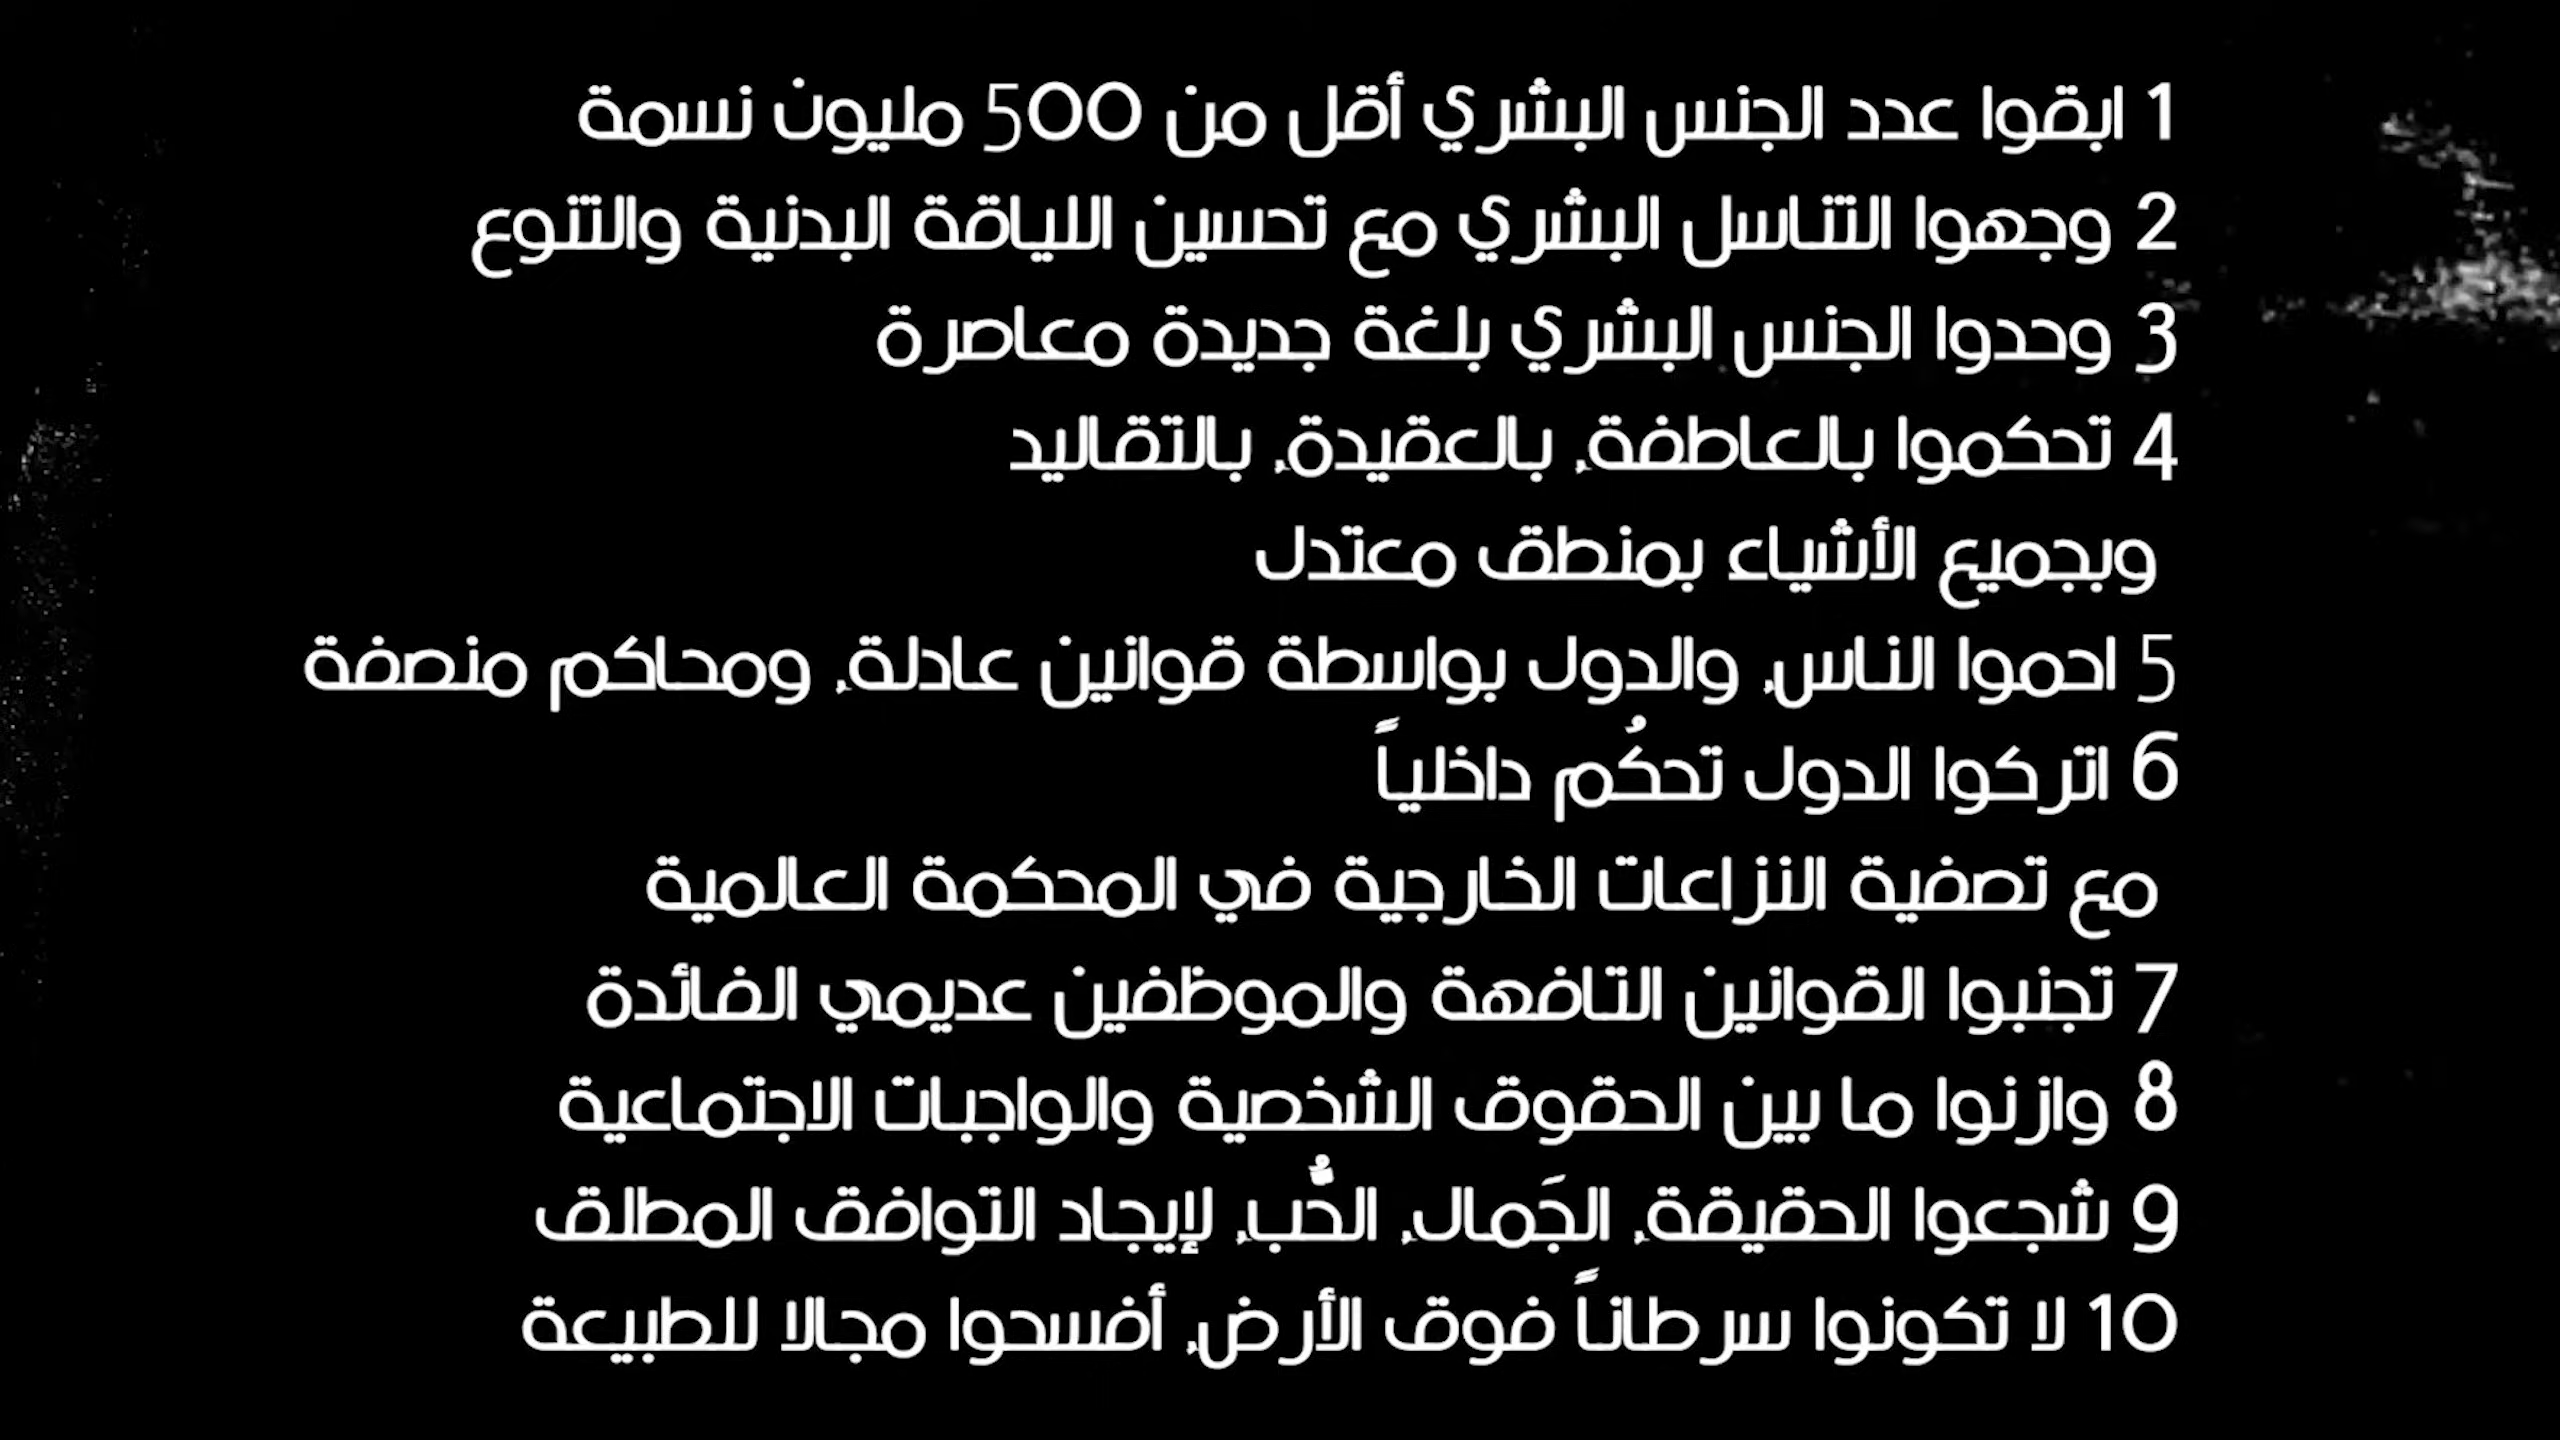 1 ابقوا عدد الجنس البشري أقل من 500 مليون نسمة
2 وجهوا التناسل البشري مع تحسين اللياقة البدنية والتنوع
3 وحدوا الجنس البشري بلغة جديدة معاصرة
4 تحكموا بالعاطفة، بالعقيدة، بالتقاليد
وبجميع الأشياء بمنطق معتدل
5 احموا الناس، والدول بواسطة قوانين عادلة، ومحاكم منصفة
6 اتركوا الدول تحكُم داخلياً
مع تصفية النزاعات الخارجية في المحكمة العالمية
7 تجنبوا القوانين التافهة والموظفين عديمي الفائدة
8 وازنوا ما بين الحقوق الشخصية والواجبات الاجتماعية
9 شجعوا الحقيقة، الجَمال، الحُّب، لإيجاد التوافق المطلق
10 لا تكونوا سرطاناً فوق الأرض، أفسحوا مجالا للطبيعة